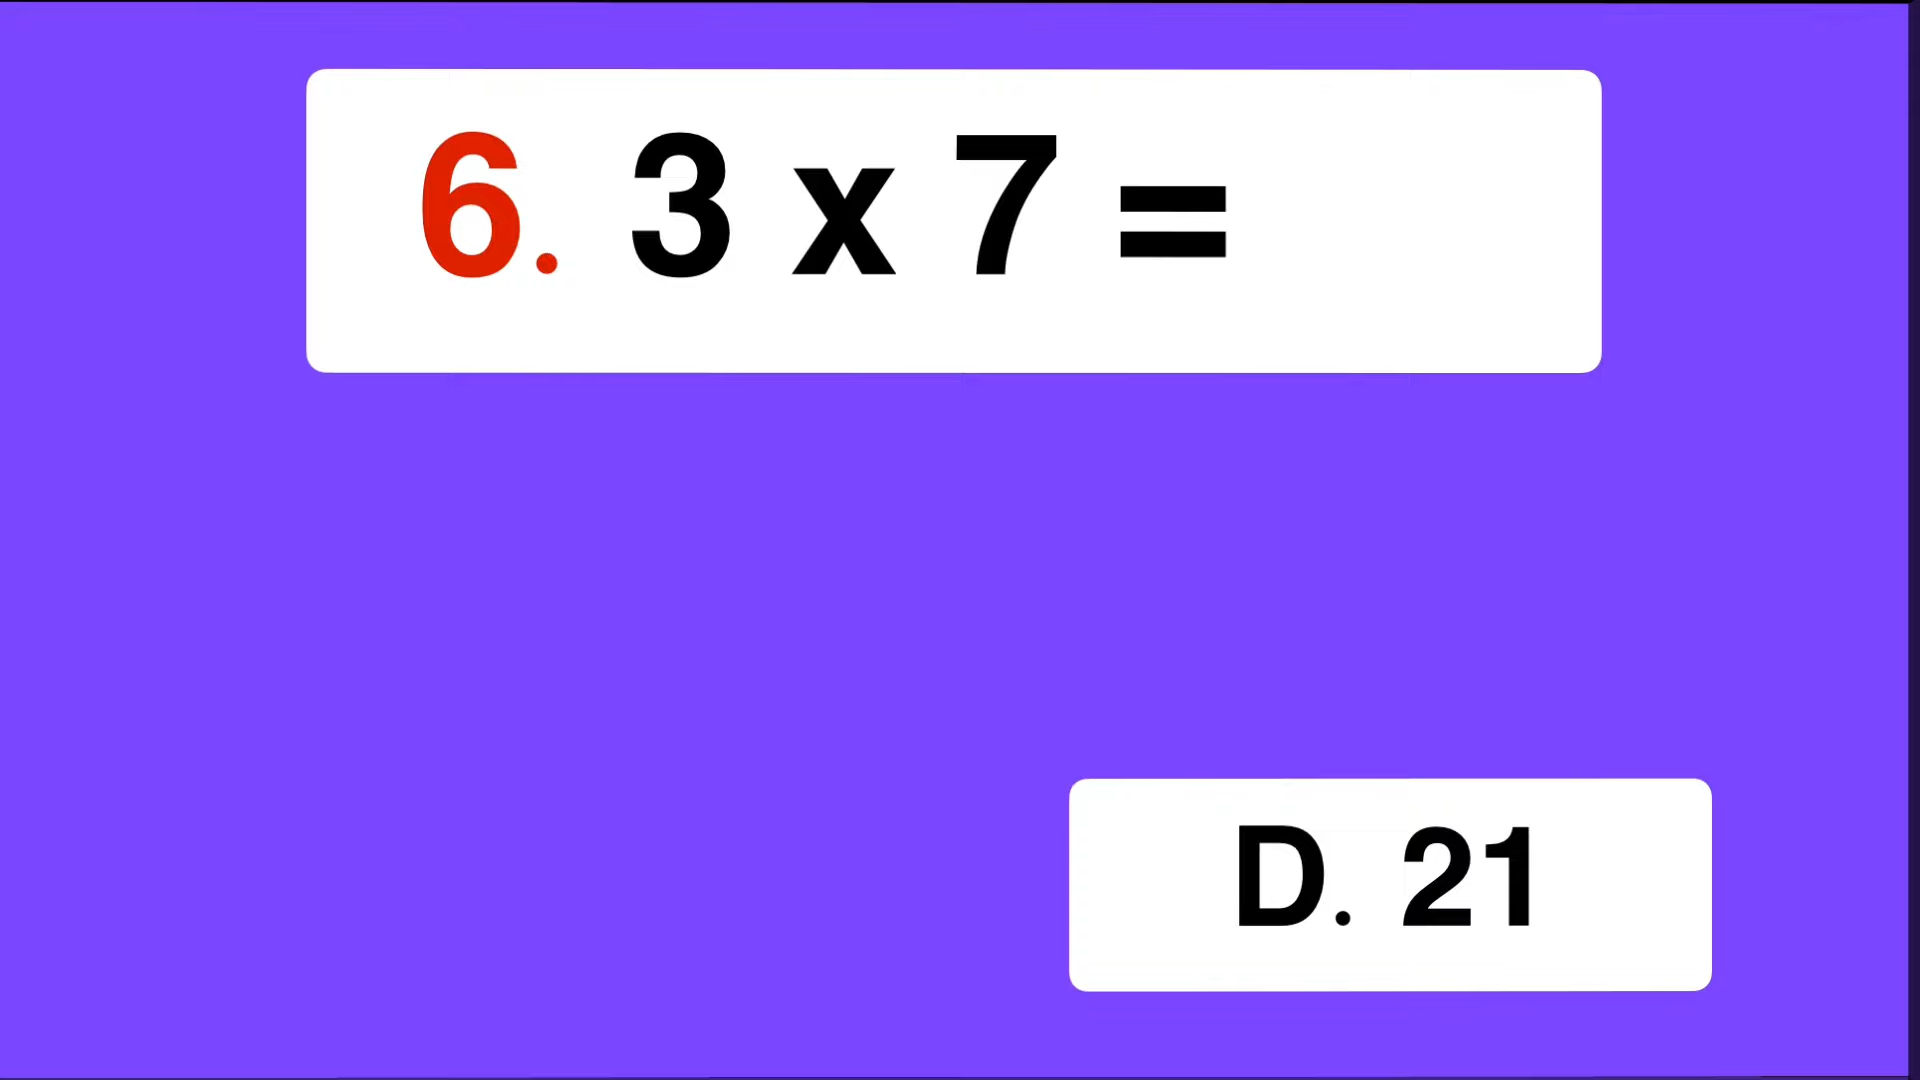 6. 3 x 7 =
D. 21